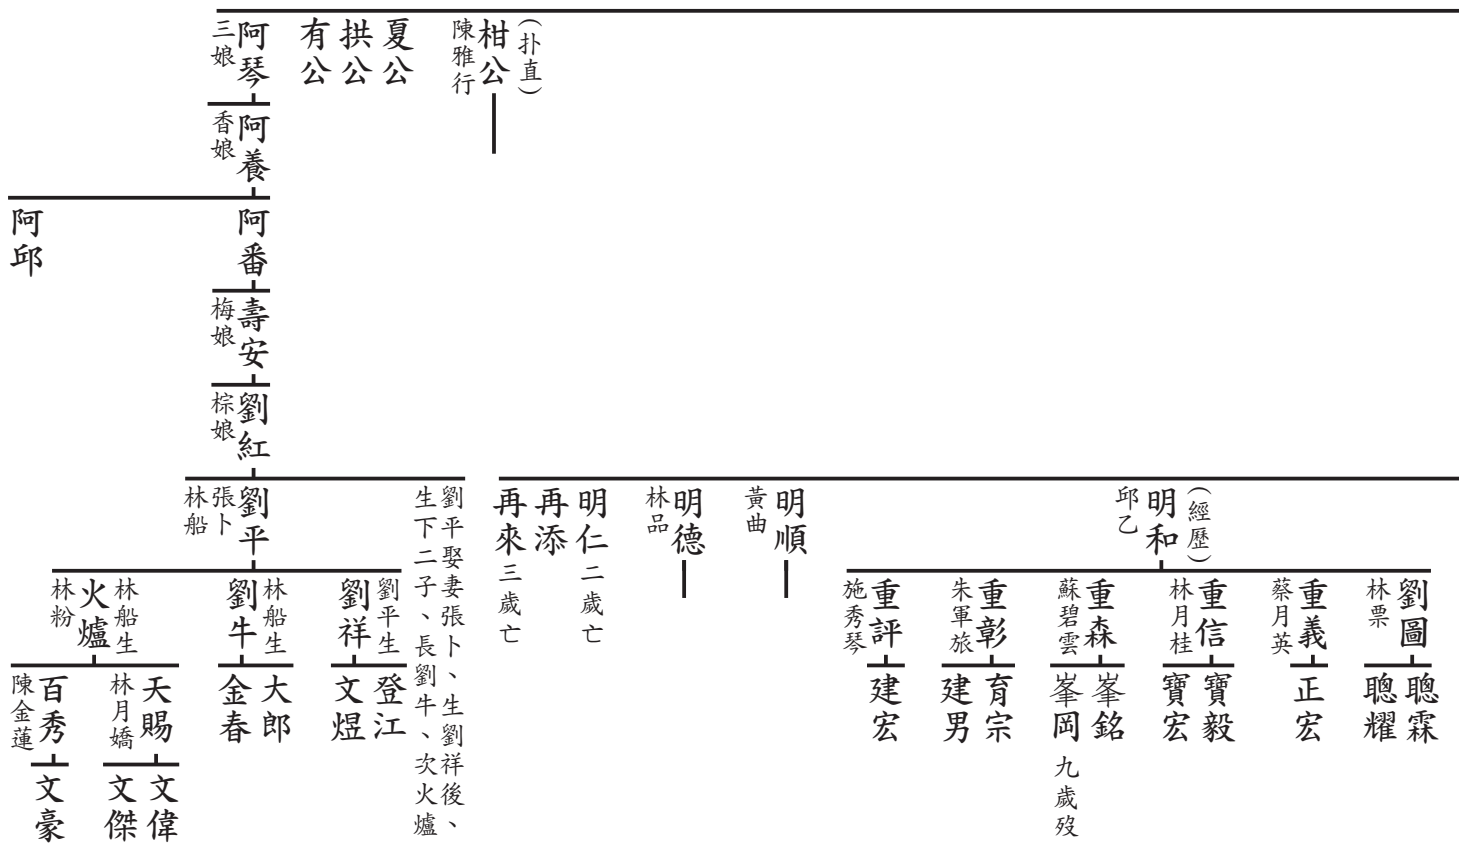 (扑直)
柑公
陳雅行
夏公
拱公
有公
阿琴
三娘
阿養
香娘
阿番
阿邱
壽安
梅娘
劉紅
棕娘
(經歷)
明和
邱乙
明順
黃曲
明德
林品
明仁 二歲亡
再添
再來 三歲亡
劉平娶妻張卜、生劉祥後、
生下二子、長劉牛、次火爐
劉平
張卜
林船
劉圖
林票
重義
蔡月英
重信
林月桂
重森
蘇碧雲
重彰
朱軍旅
重評
施秀琴
劉平生
劉祥
林船生
劉牛
林船生
火爐
林粉
聰霖
聰耀
正宏
寶毅
寶宏
峯銘
峯岡 九歲歿
育宗
建男
建宏
登江
文煜
大郎
金春
天賜
林月嬌
百秀
陳金蓮
文偉
文傑
文豪